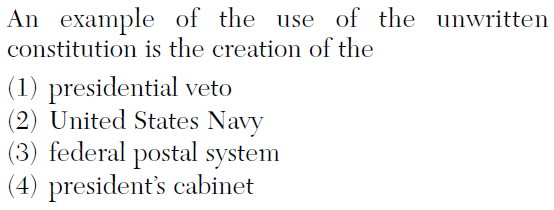 An example of the use of the unwritten
constitution is the creation of the
(1) presidential veto
(2) United States Navy
(3) federal postal system
(4) president's cabinet